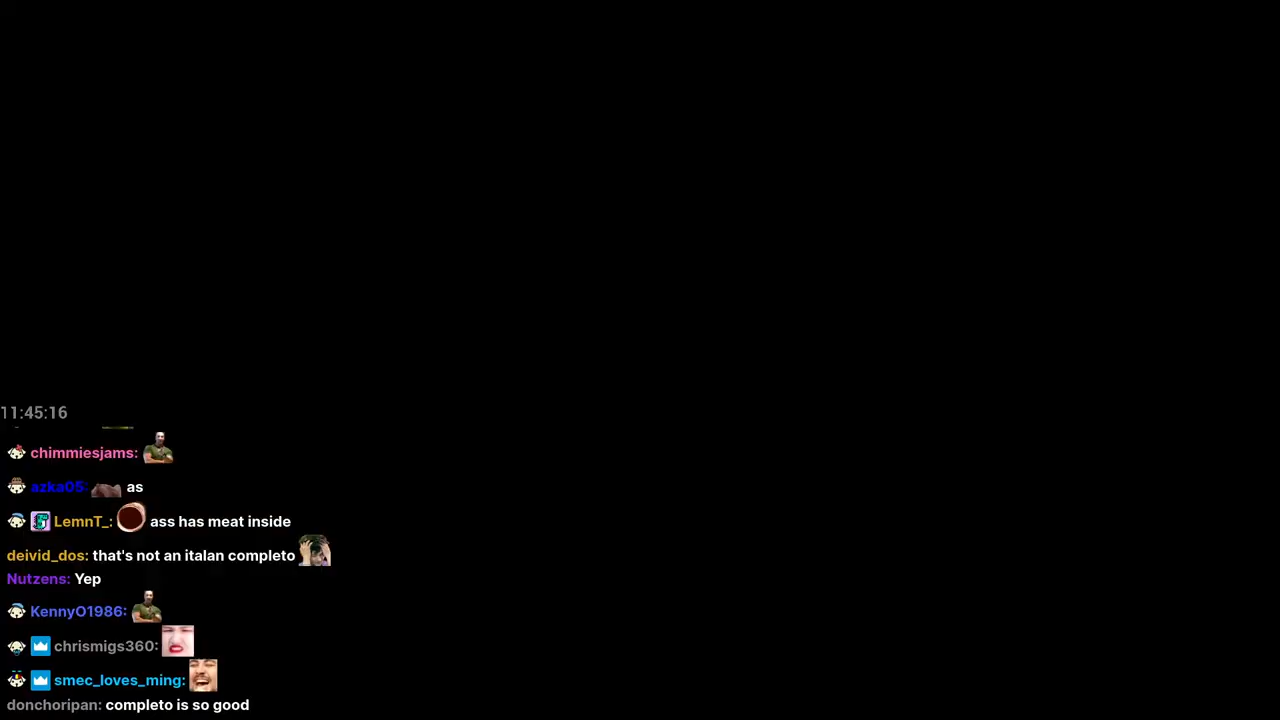 11:45:16
chimmiesjams:
azka05: as
LemnT_: ass has meat inside
deivid_dos: that's not an italan completo
Nutzens: Yep
KennyO1986:
chrismigs360:
smec_loves_ming:
donchoripan: completo is so good